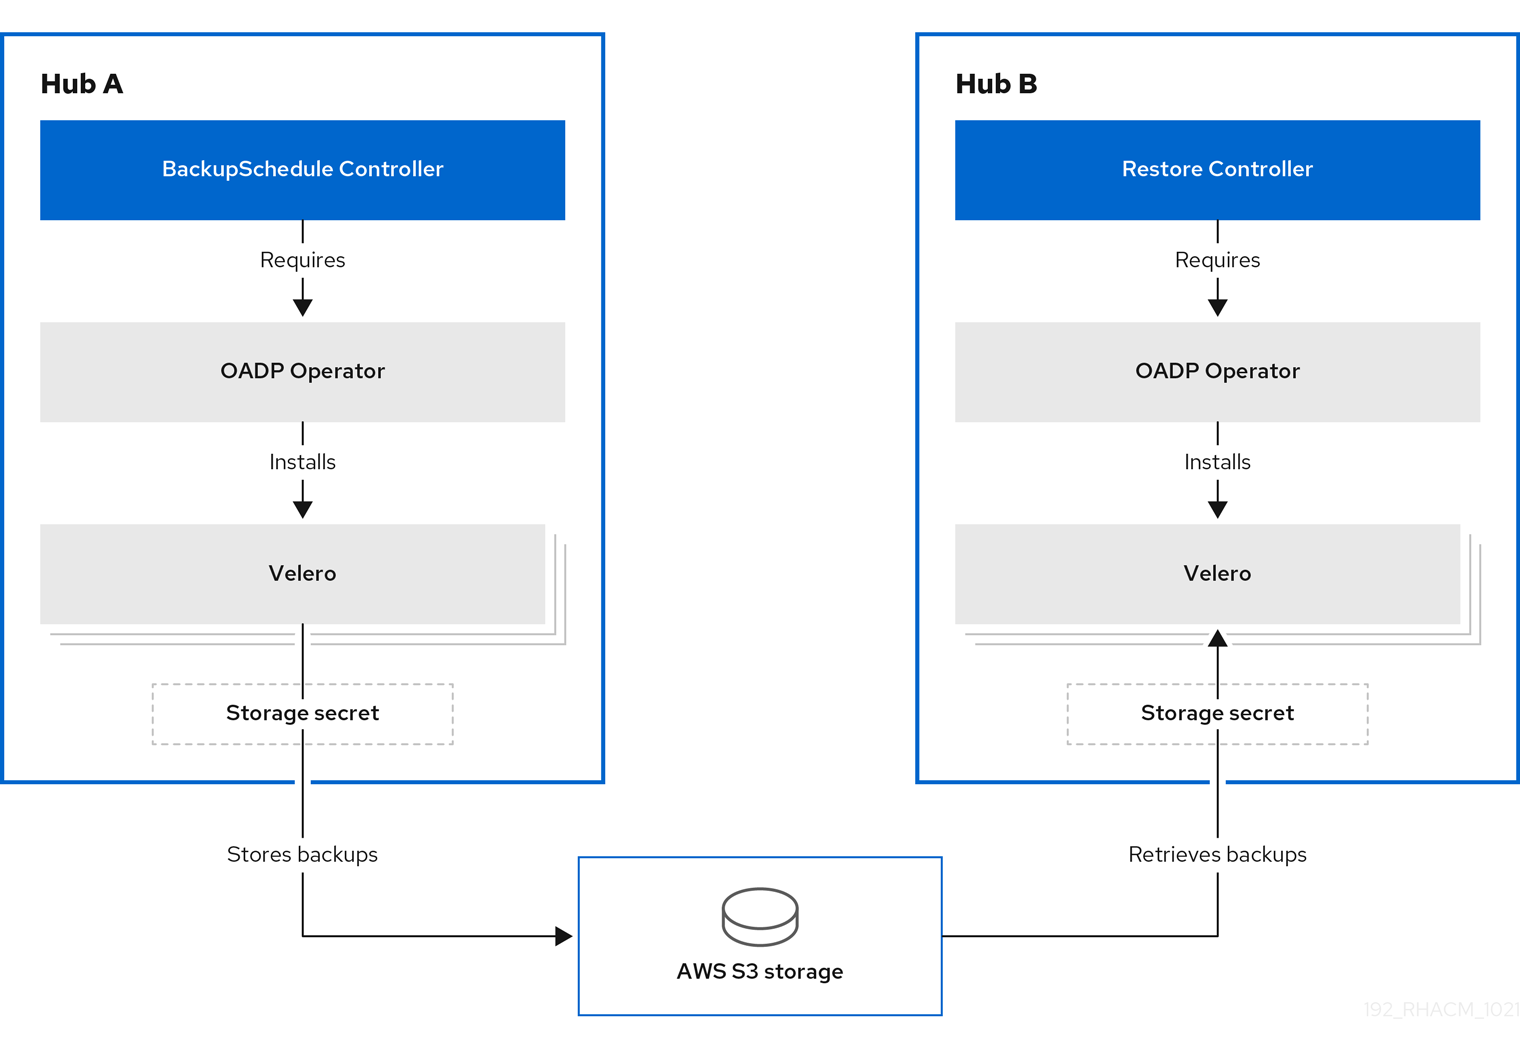 Hub A
BackupSchedule Controller
Requires
OADP Operator
Installs
Velero
Storage secret
Stores backups
Hub B
Restore Controller
Requires
OADP Operator
Installs
Velero
Storage secret
Retrieves backups
AWS S3 storage
192_RHACM_1021